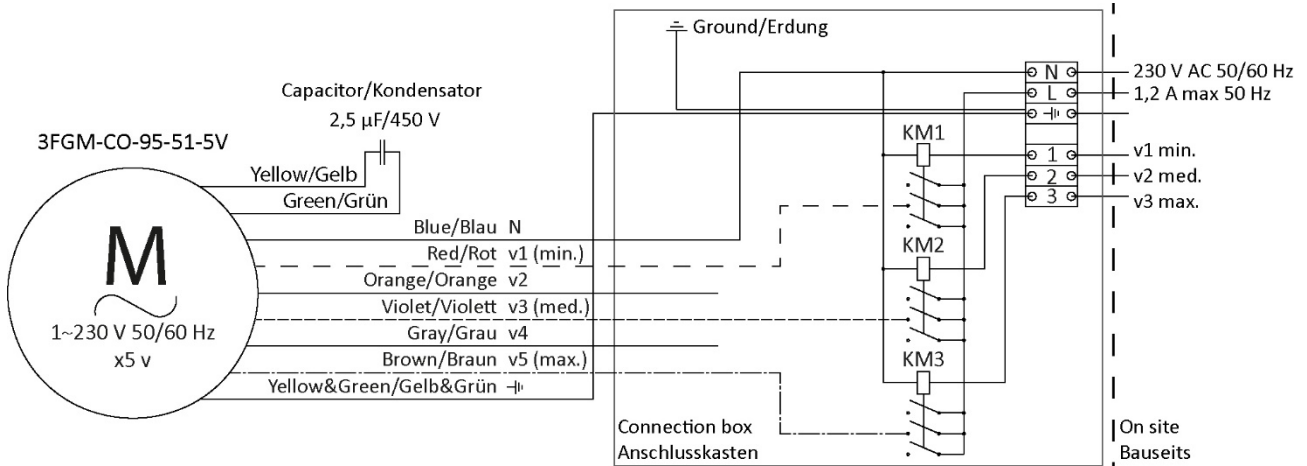 Ground/Erdung
N
230 V AC 50/60 Hz
L
1,2 A max 50 Hz
Capacitor/Kondensator
2,5 µF/450 V
KM1
3FGM-CO-95-51-5V
1
v1 min.
Yellow/Gelb
2
v2 med.
Green/Grün
3
v3 max.
Blue/Blau N
Red/Rot v1 (min.)
KM2
M
Orange/Orange v2
Violet/Violett v3 (med.)
1~230 V 50/60 Hz
Gray/Grau v4
x5 v
Brown/Braun v5 (max.)
KM3
Yellow&Green/Gelb&Grün
Connection box
Anschlusskasten
On site
Bauseits